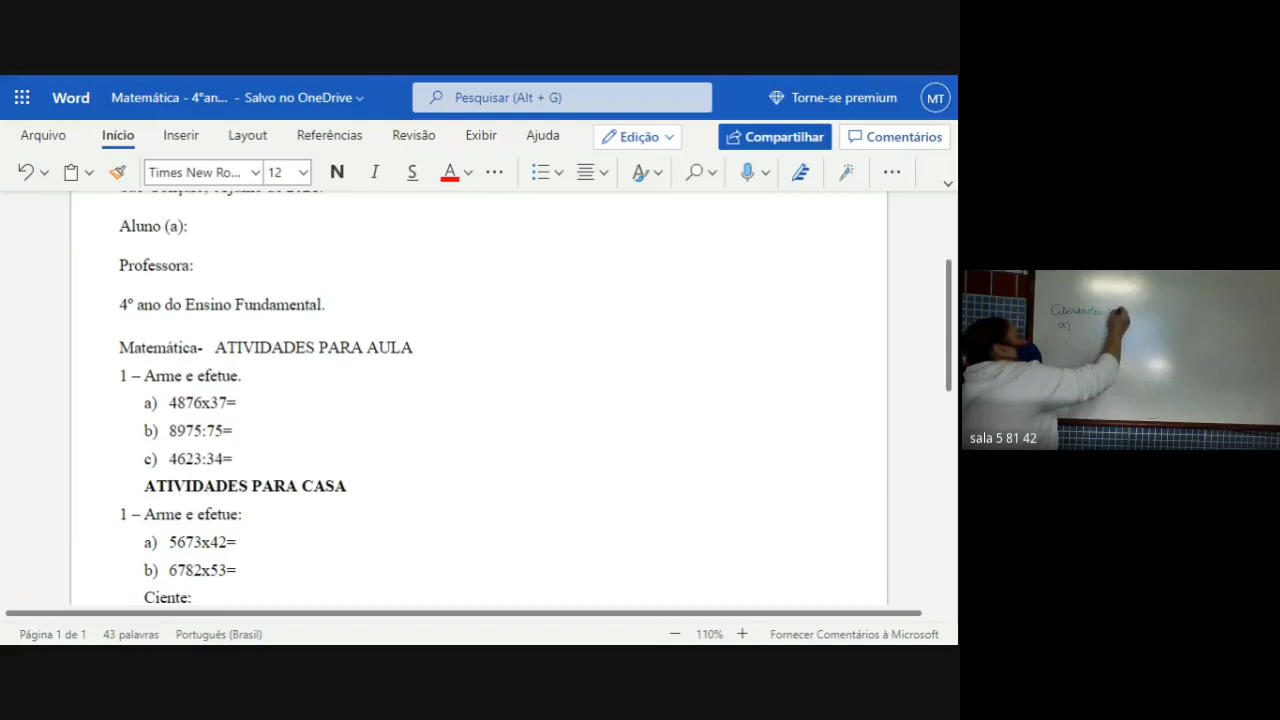 Word
Matemática - 4°an... - Salvo no OneDrive
Pesquisar (Alt + G)
Torne-se premium
MT
Arquivo
Início
Inserir
Layout
Referências
Revisão
Exibir
Ajuda
Edição
Compartilhar
Comentários
Times New Ro...
12
N
I
S
A
Aluno (a):
Professora:
4º ano do Ensino Fundamental.
Matemática- ATIVIDADES PARA AULA
1 – Arme e efetue.
a) 4876x37=
b) 8975:75=
c) 4623:34=
ATIVIDADES PARA CASA
1 – Arme e efetue:
a) 5673x42=
b) 6782x53=
Ciente:
Página 1 de 1
43 palavras
Português (Brasil)
110%
Fornecer Comentários à Microsoft
a)
sala 5 81 42